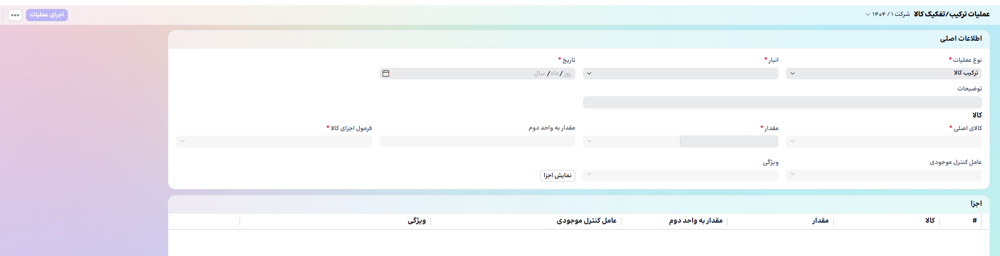 عملیات ترکیب/تفکیک کالا شرکت ۱ / ۱۴۰۴ اجرای عملیات
اطلاعات اصلی
نوع عملیات * انبار * تاریخ *
ترکیب کالا روز/ماه/ سال
توضیحات
کالا
کالای اصلی * مقدار * مقدار به واحد دوم فرمول اجزای کالا *
عامل کنترل موجودی ویژگی
نمایش اجزا
اجزا
# کالا مقدار مقدار به واحد دوم عامل کنترل موجودی ویژگی